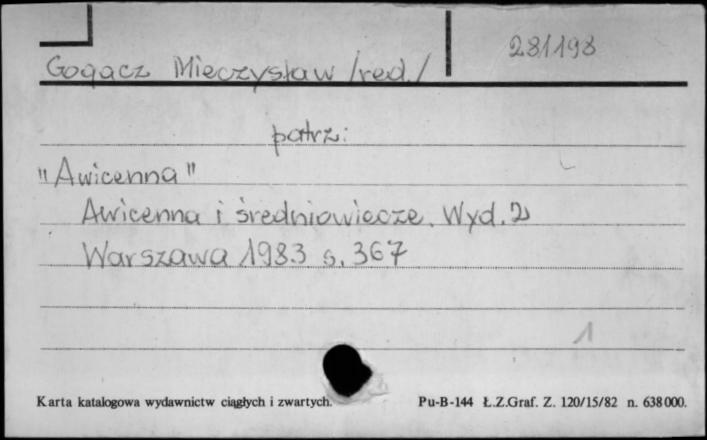 281198
Gogacz Mieczysław /red./
patrz:
"Awicenna"
Awicenna i średniowiecze. Wyd. 2
Warszawa 1983 s. 367
1
Karta katalogowa wydawnictw ciągłych i zwartych.
Pu-B-144 Ł.Z.Graf. Z. 120/15/82 n. 638000.